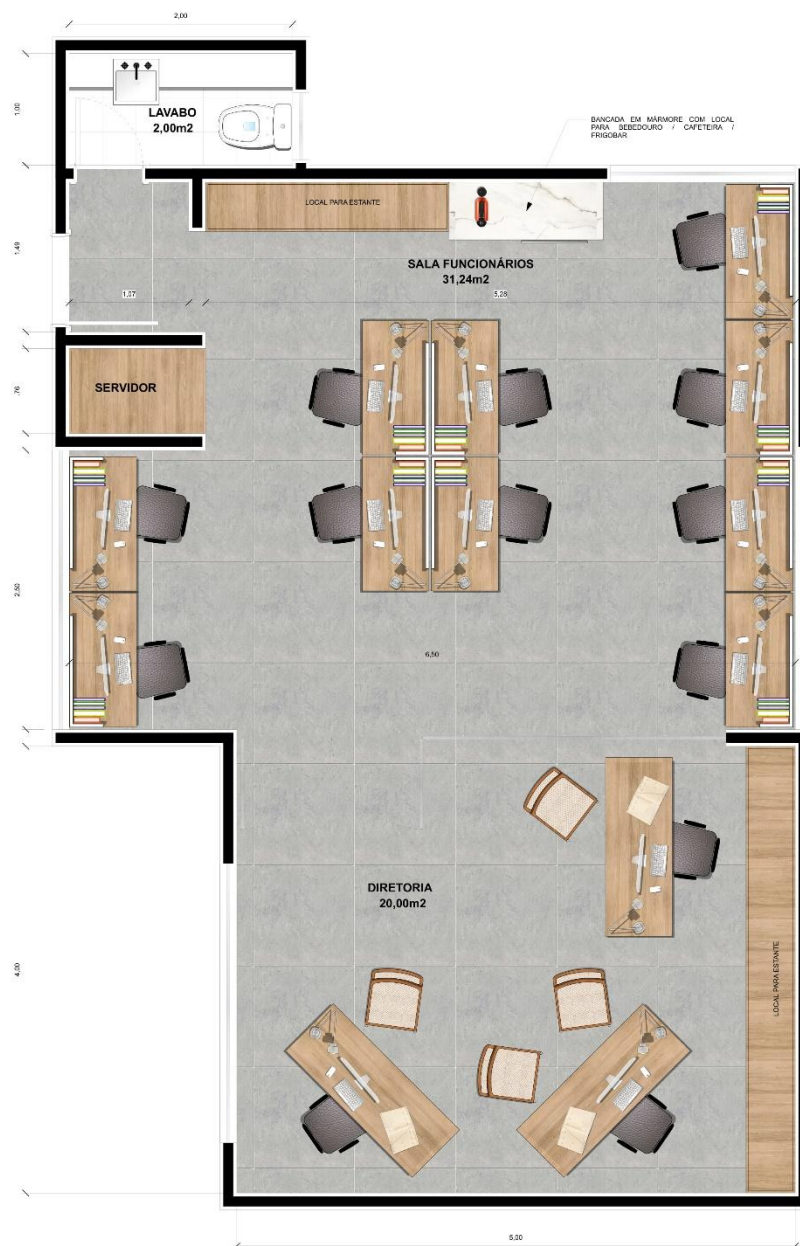 2,00
1,00
LAVABO
2,00m2
BANCADA EM MÁRMORE COM LOCAL
PARA BEBEDOURO / CAFETEIRA /
FRIGOBAR
LOCAL PARA ESTANTE
1,49
SALA FUNCIONÁRIOS
31,24m2
1,07
5,28
,76
SERVIDOR
2,50
6,50
DIRETORIA
20,00m2
LOCAL PARA ESTANTE
4,00
5,00